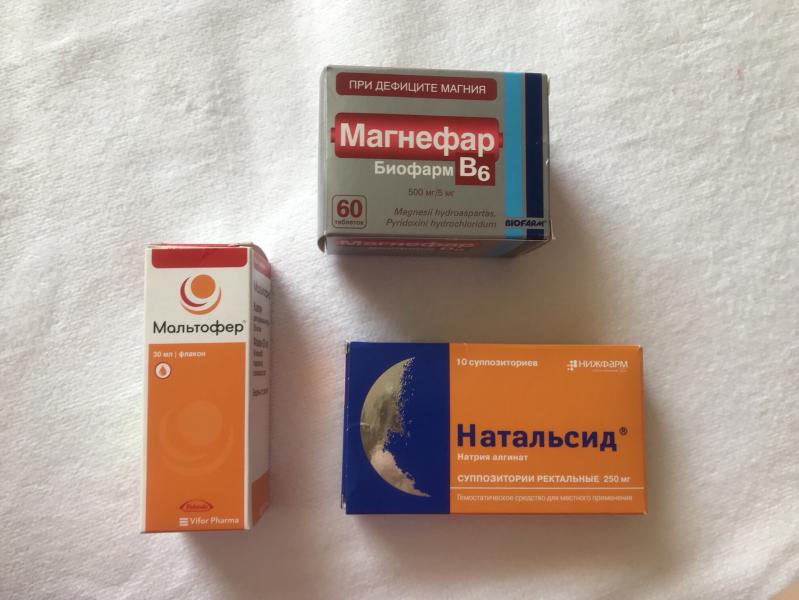 ПРИ ДЕФИЦИТЕ МАГНИЯ
Магнефар
Биофарм B6
500 мг/5 мг
60
таблеток
Magnesii hydroaspartas,
Pyridoxini hydrochloridum
BIOFARM
Магнефар
Мальтофер®
30 мл | флакон
Vifor Pharma
10 суппозиториев
НИЖФАРМ
Натальсид®
Натрия алгинат
СУППОЗИТОРИИ РЕКТАЛЬНЫЕ 250 мг
Гемостатическое средство для местного применения